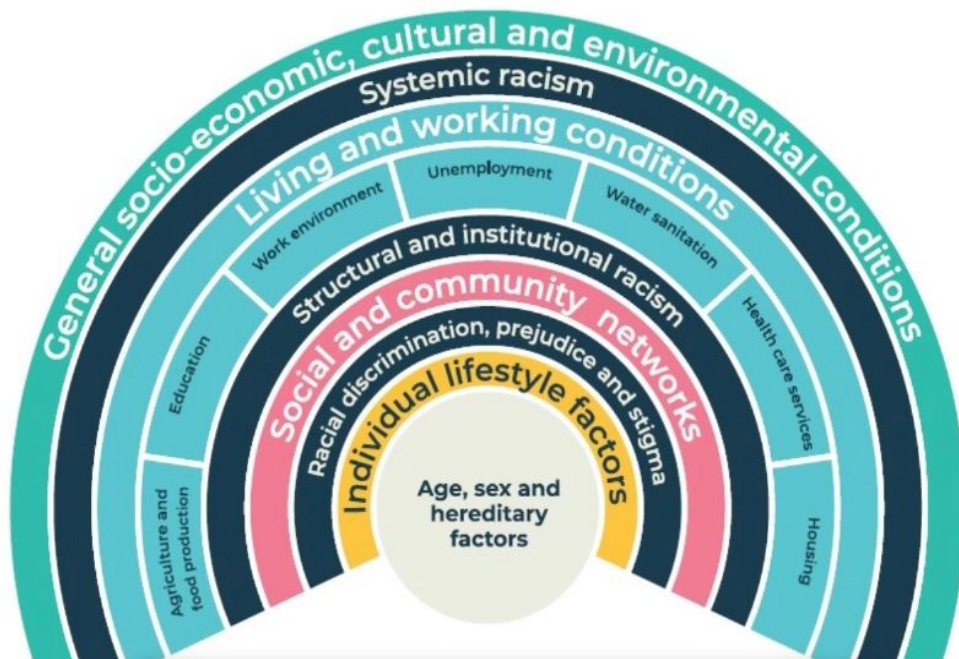 General socio-economic, cultural and environmental conditions
Systemic racism
Living and working conditions
Agriculture and
food production
Education
Work environment
Unemployment
Water sanitation
Health care services
Housing
Structural and institutional racism
Social and community networks
Racial discrimination, prejudice and stigma
Individual lifestyle factors
Age, sex and
hereditary
factors